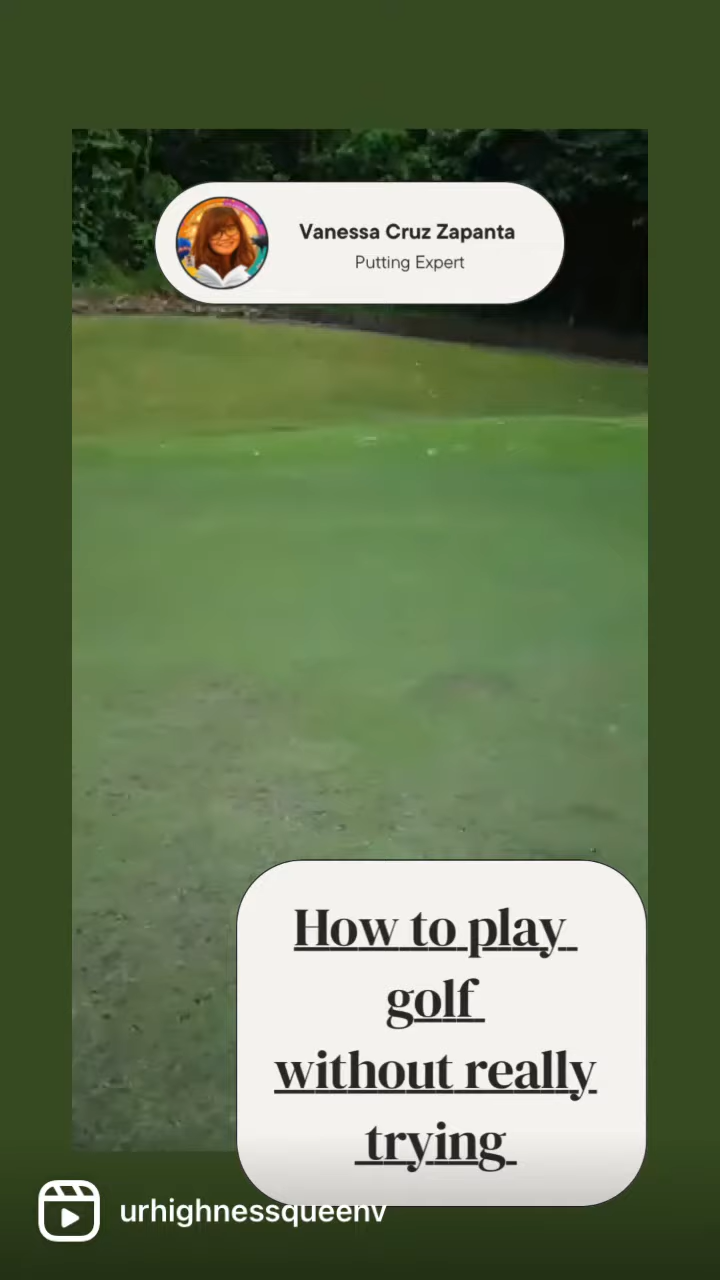 Vanessa Cruz Zapanta
Putting Expert
How to play
golf
without really
trying
urhighnessqueenv